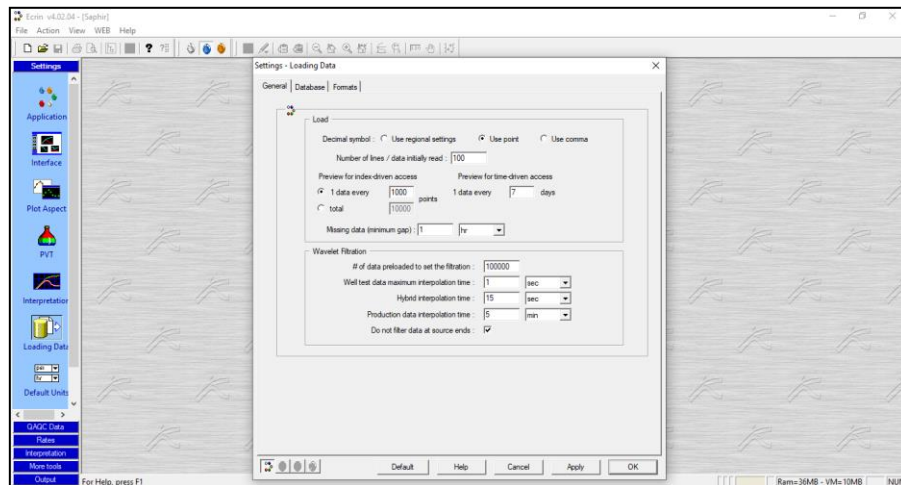 Ecrin v4.02.04 - [Saphir]
File Action View WEB Help
Settings
Application
Interface
Plot Aspect
PVT
Interpretation
Loading Data
psi
hr
Default Units
QAQC Data
Rates
Interpretation
More tools
Output
Settings - Loading Data
General Database Formats
Load
Decimal symbol : Use regional settings Use point Use comma
Number of lines / data initially read : 100
Preview for index-driven access Preview for time-driven access
1 data every 1000 points 1 data every 7 days
total 10000
Missing data (minimum gap) : 1 hr
Wavelet Filtration
# of data preloaded to set the filtration : 100000
Well test data maximum interpolation time : 1 sec
Hybrid interpolation time : 15 sec
Production data interpolation time : 5 min
Do not filter data at source ends :
Default Help Cancel Apply OK
For Help, press F1
Ram=36MB - VM=10MB NU